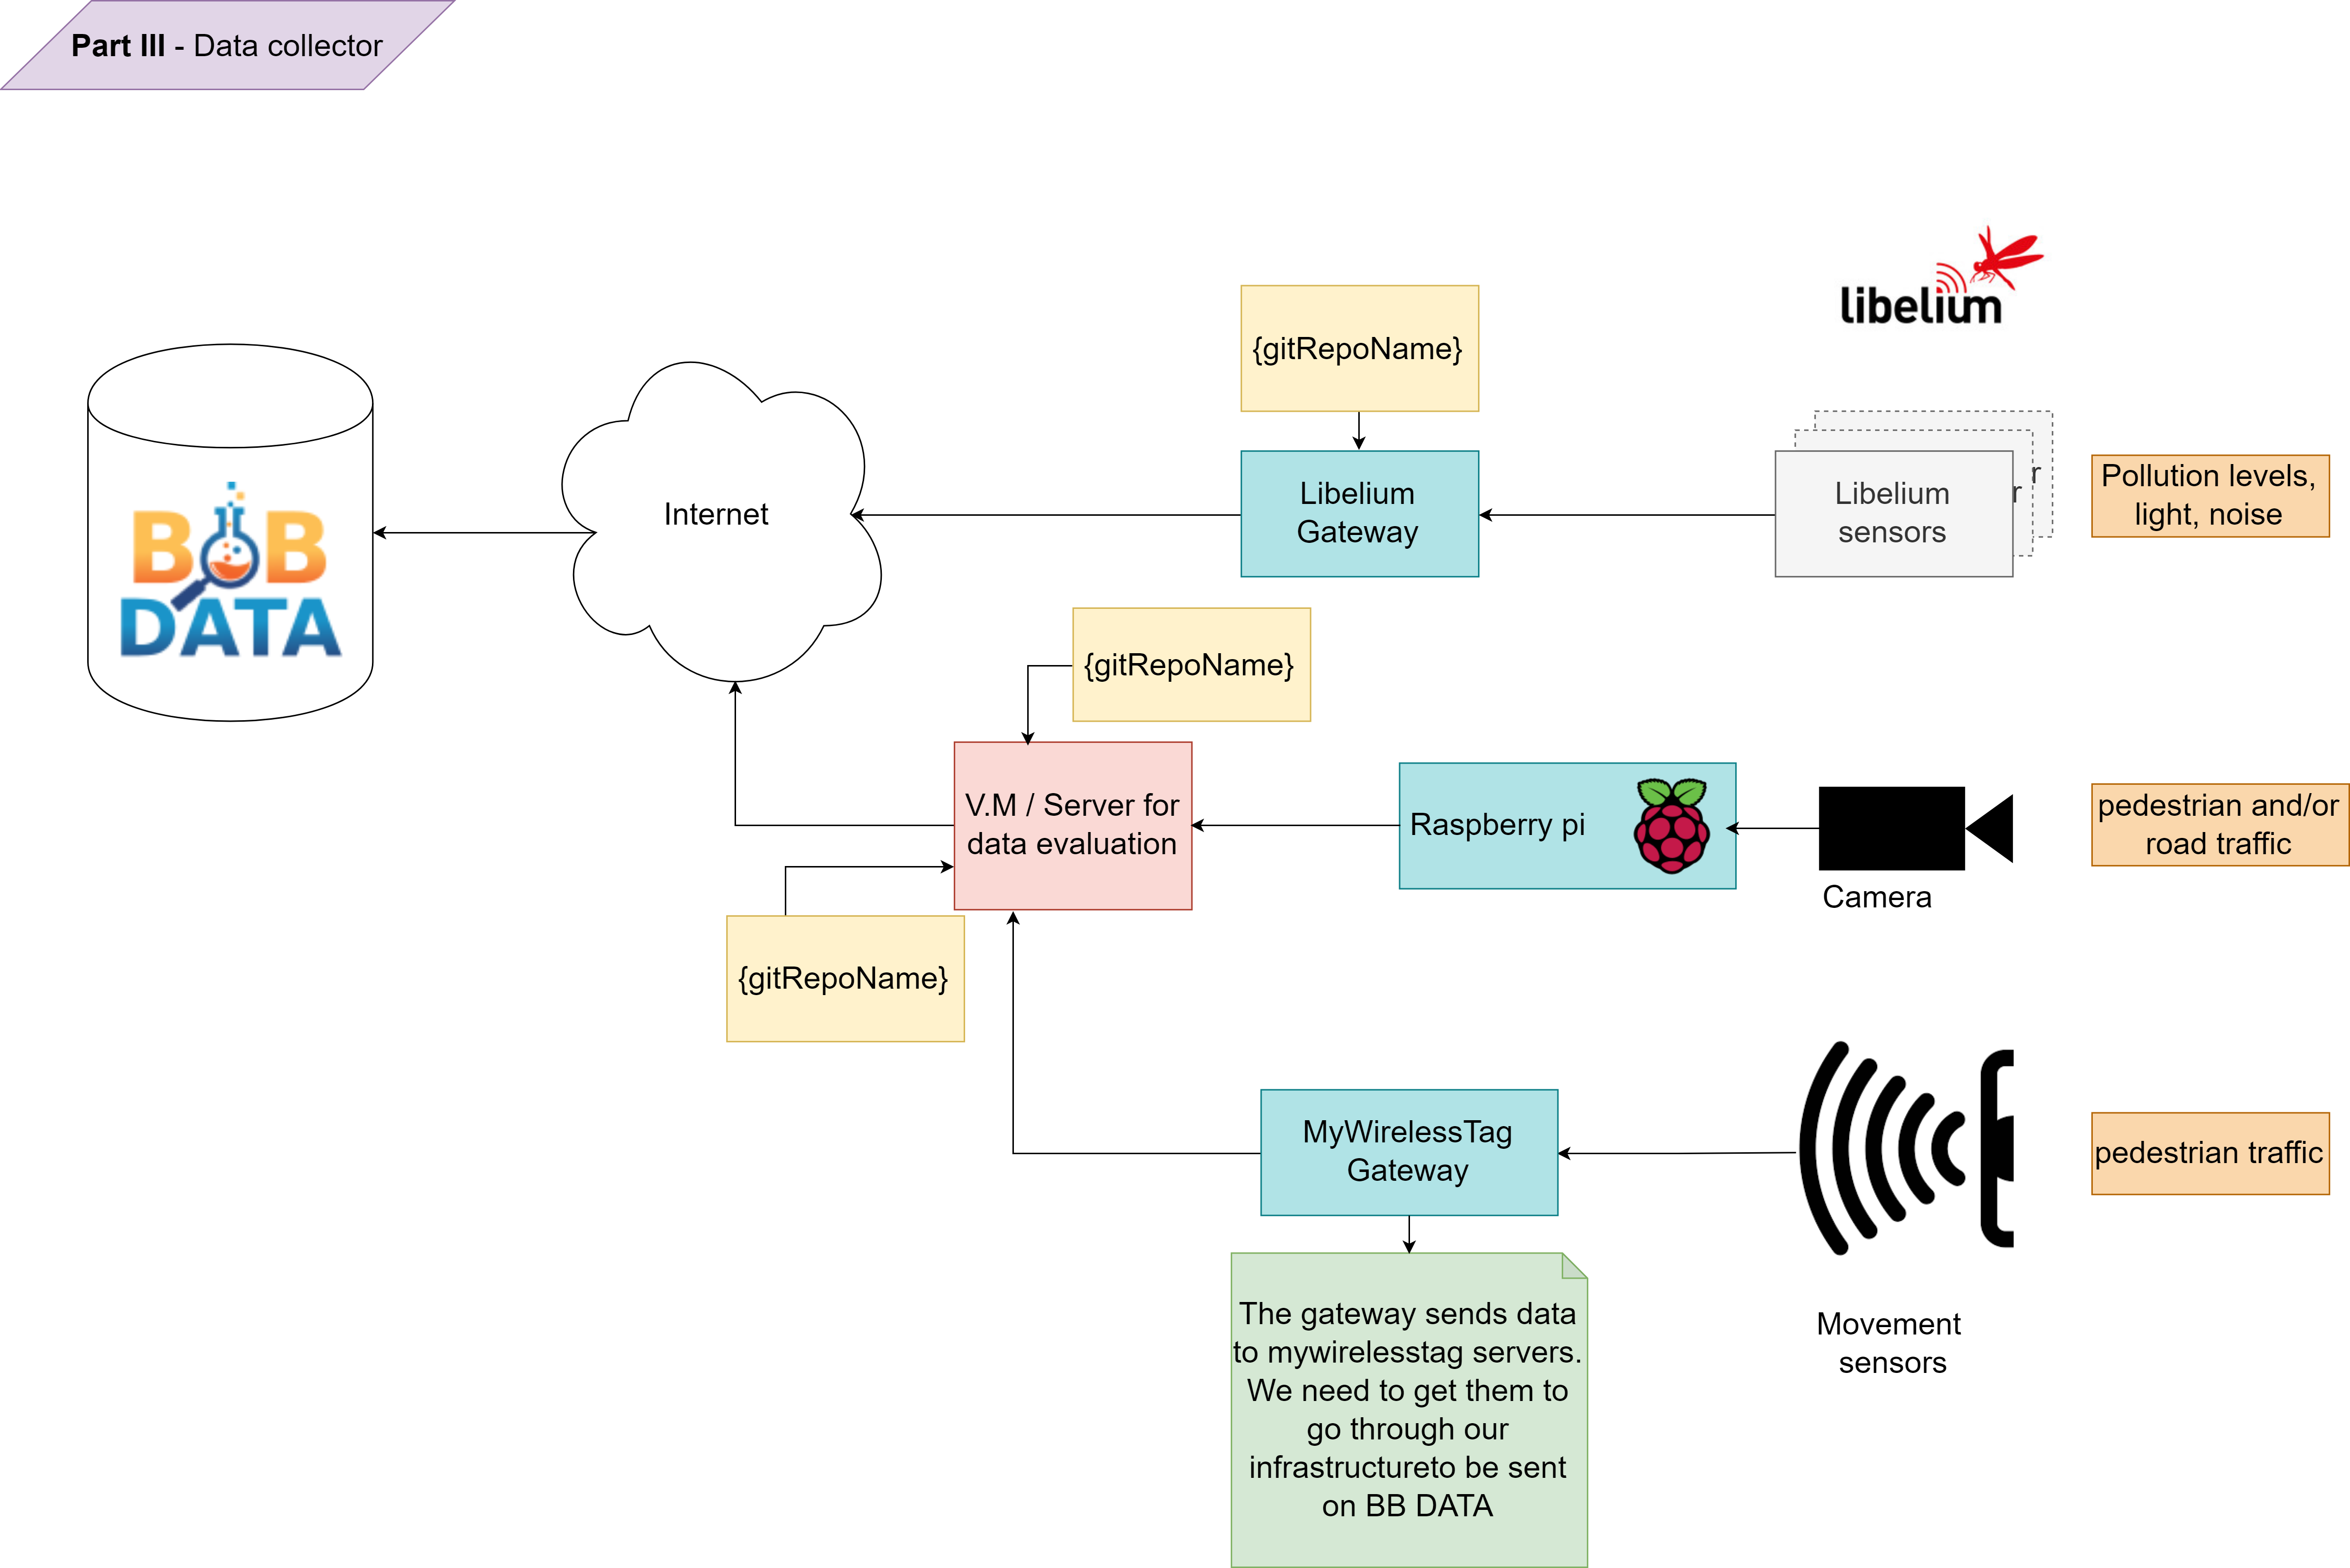 Part III - Data collector
libelium
{gitRepoName}
Libelium
Gateway
Libelium
sensors
r
r
Pollution levels,
light, noise
Internet
BOB
DATA
{gitRepoName}
V.M / Server for
data evaluation
Raspberry pi
Camera
pedestrian and/or
road traffic
{gitRepoName}
MyWirelessTag
Gateway
Movement
sensors
pedestrian traffic
The gateway sends data
to mywirelesstag servers.
We need to get them to
go through our
infrastructureto be sent
on BB DATA